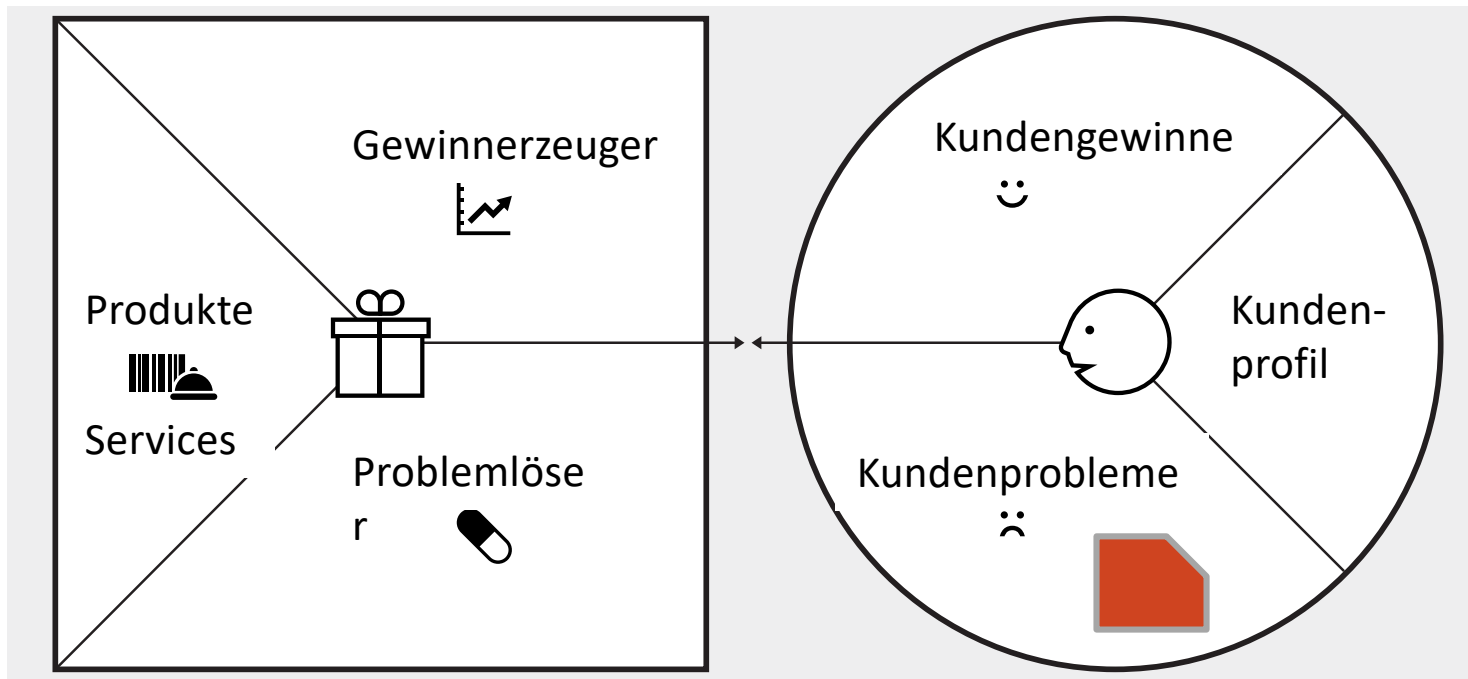 Gewinnerzeuger
Produkte
Services
Problemlöse
r
Kundengewinne
Kunden-
profil
Kundenprobleme